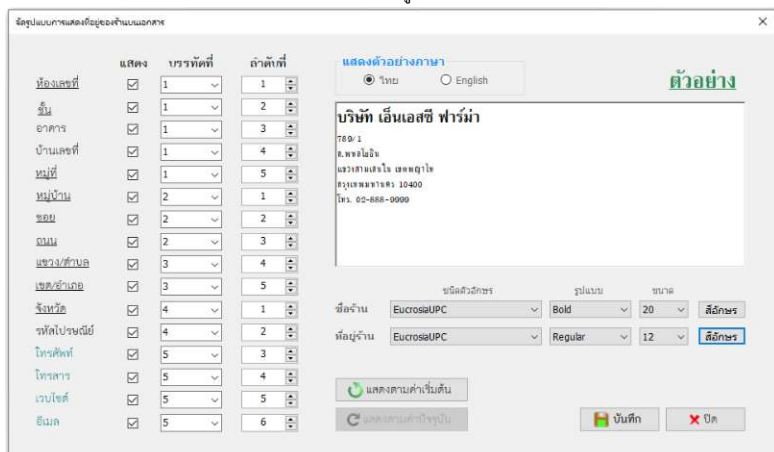 จัดรูปแบบการแสดงที่อยู่ของร้านบนเอกสาร
แสดง บรรทัดที่ ลำดับที่
ห้องเลขที่ 1 1
ชั้น 1 2
อาคาร 1 3
บ้านเลขที่ 1 4
หมู่ที่ 1 5
หมู่บ้าน 2 1
ซอย 2 2
ถนน 2 3
แขวง/ตำบล 3 4
เขต/อำเภอ 3 5
จังหวัด 4 1
รหัสไปรษณีย์ 4 2
โทรศัพท์ 5 3
โทรสาร 5 4
เวบไซต์ 5 5
อีเมล 5 6
แสดงตัวอย่างภาษา
ไทย English
ตัวอย่าง
บริษัท เอ็นเอสซี ฟาร์ม่า
789/1
ถ.พหลโยธิน
แขวงสามเสนใน เขตพญาไท
กรุงเทพมหานคร 10400
โทร. 02-888-9999
ชนิดตัวอักษร รูปแบบ ขนาด
ชื่อร้าน EucrosiaUPC Bold 20 สีอักษร
ที่อยู่ร้าน EucrosiaUPC Regular 12 สีอักษร
แสดงตามค่าเริ่มต้น
แสดงตามค่าปัจจุบัน
บันทึก ปิด